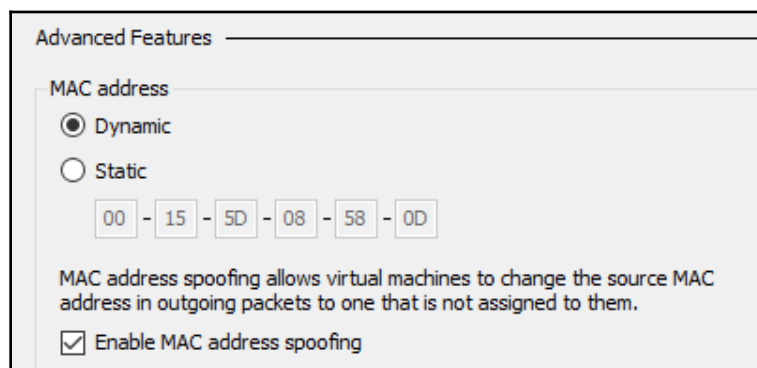 Advanced Features
MAC address
Dynamic
Static
00 - 15 - 5D - 08 - 58 - 0D
MAC address spoofing allows virtual machines to change the source MAC
address in outgoing packets to one that is not assigned to them.
Enable MAC address spoofing